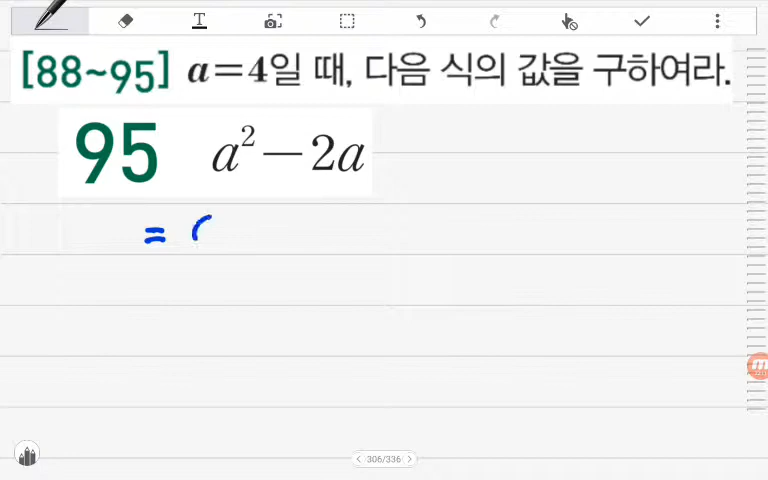 [88~95] a=4일 때, 다음 식의 값을 구하여라.
95 a² − 2a
= (
306/336